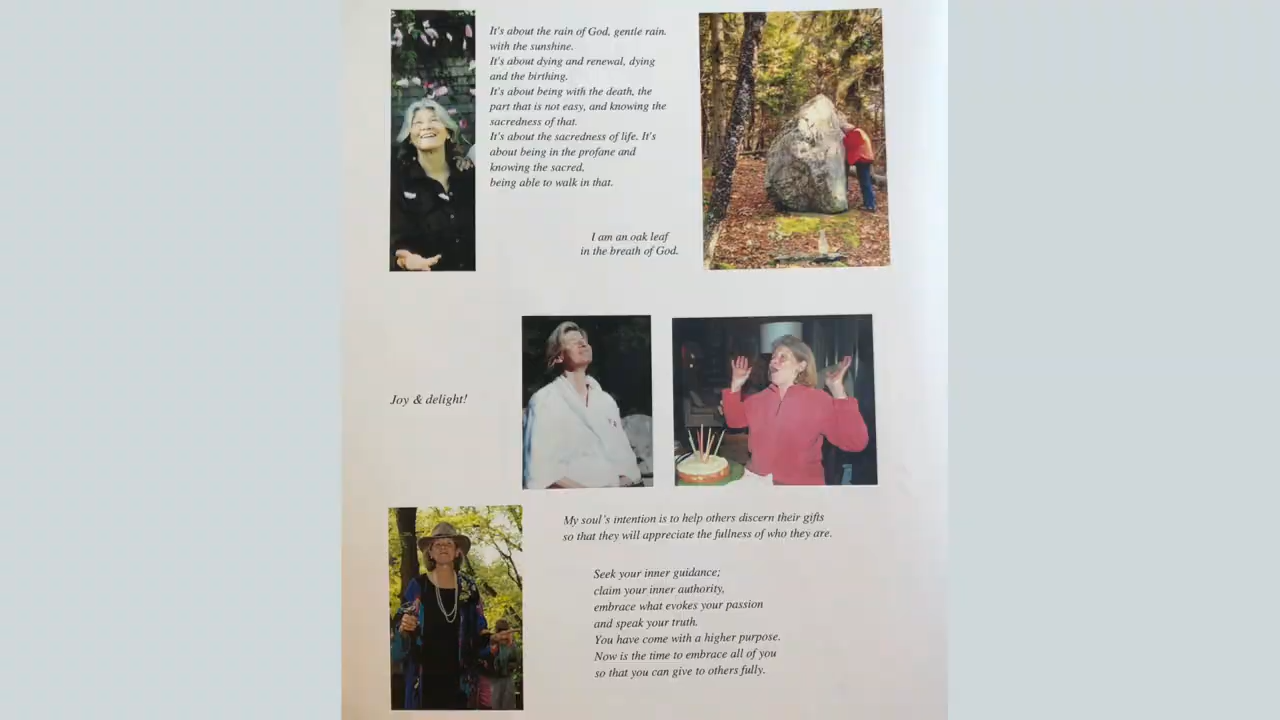 It's about the rain of God, gentle rain.
with the sunshine.
It's about dying and renewal, dying
and the birthing.
It's about being with the death, the
part that is not easy, and knowing the
sacredness of that.
It's about the sacredness of life. It's
about being in the profane and
knowing the sacred,
being able to walk in that.
I am an oak leaf
in the breath of God.
Joy & delight!
My soul's intention is to help others discern their gifts
so that they will appreciate the fullness of who they are.
Seek your inner guidance;
claim your inner authority,
embrace what evokes your passion
and speak your truth.
You have come with a higher purpose.
Now is the time to embrace all of you
so that you can give to others fully.